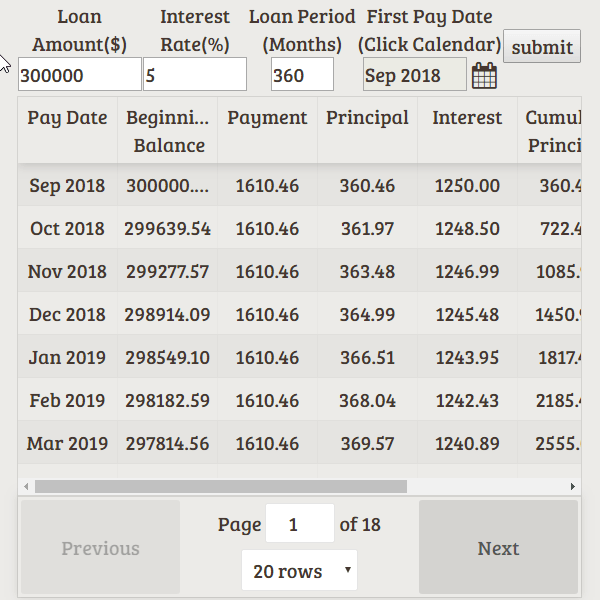 Loan Interest Loan Period First Pay Date
Amount($) Rate(%) (Months) (Click Calendar) submit
300000 5 360 Sep 2018
Pay Date Beginni... Payment Principal Interest Cumul
Balance Princi
Sep 2018 300000.... 1610.46 360.46 1250.00 360.4
Oct 2018 299639.54 1610.46 361.97 1248.50 722.4
Nov 2018 299277.57 1610.46 363.48 1246.99 1085.
Dec 2018 298914.09 1610.46 364.99 1245.48 1450.
Jan 2019 298549.10 1610.46 366.51 1243.95 1817.4
Feb 2019 298182.59 1610.46 368.04 1242.43 2185.
Mar 2019 297814.56 1610.46 369.57 1240.89 2555.
Previous Page 1 of 18 Next
20 rows